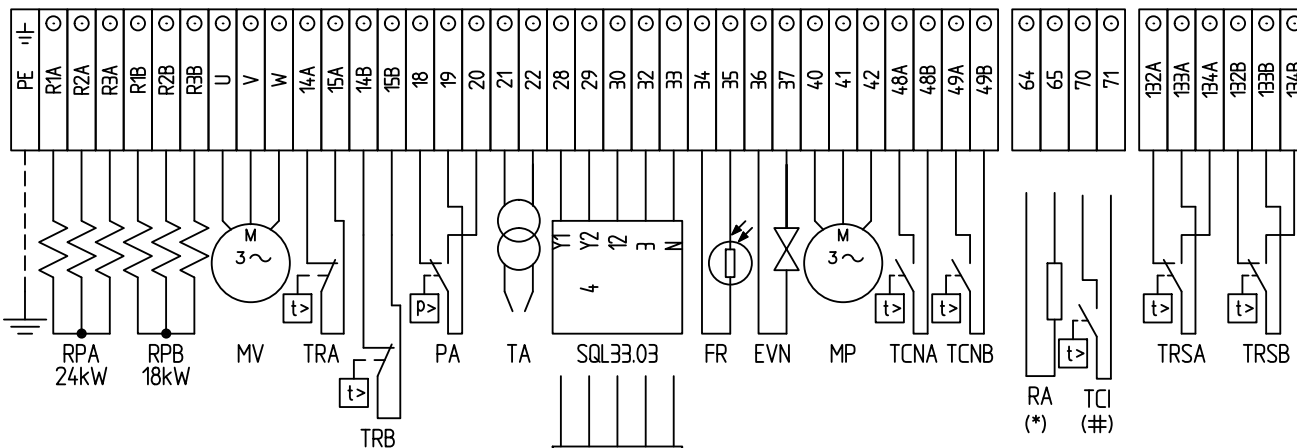 PE R1A R2A R3A R1B R2B R3B U V W 14A 15A 14B 15B 18 19 20 21 22 28 29 30 32 33 34 35 36 37 40 41 42 48A 48B 49A 49B 64 65 70 71 132A 133A 134A 132B 133B 134B
Y1 Y2 12 3 N
M M
3~ 3~
4
t> p> t> t> t> t>
t> t>
RPA RPB MV TRA PA TA SQL33.03 FR EVN MP TCNA TCNB TRSA TRSB
24kW 18kW
RA TCI
(*) (#)
TRB